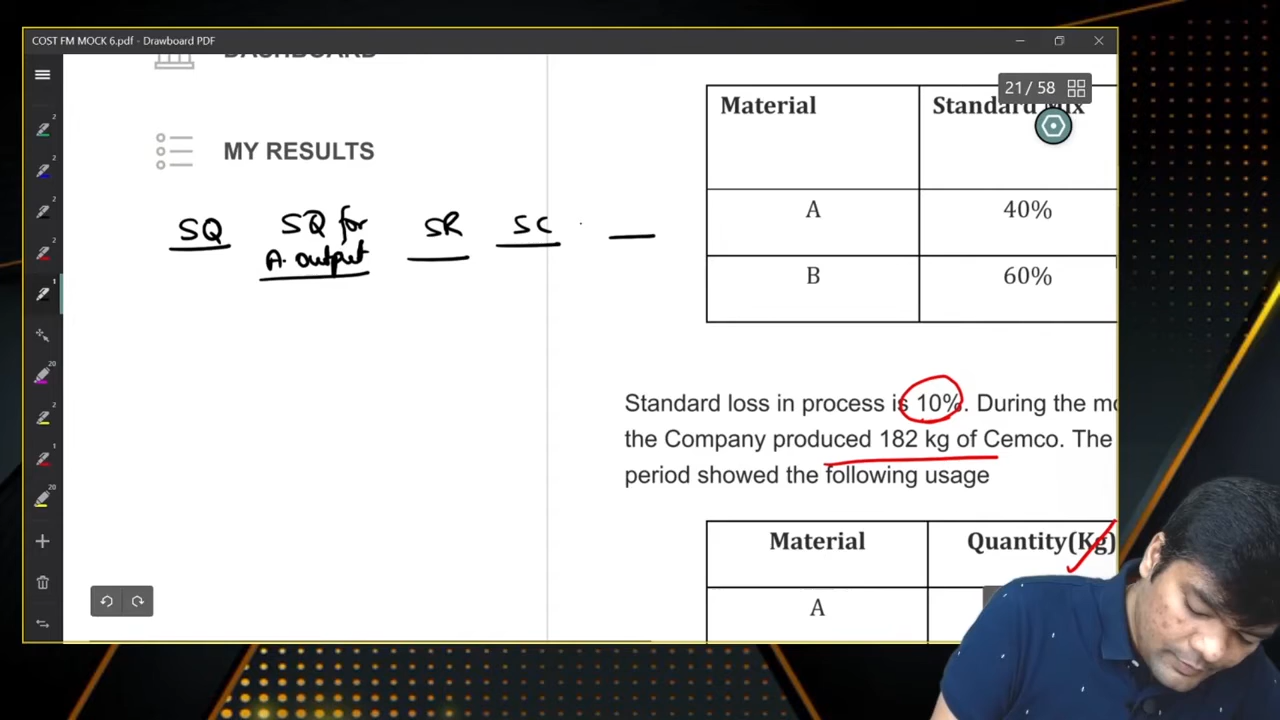 COST FM MOCK 6.pdf - Drawboard PDF
DASHBOARD
21 / 58
Material Standard Mix
MY RESULTS
A 40%
SQ SQ for A. output SR SC
B 60%
Standard loss in process is 10%. During the mo
the Company produced 182 kg of Cemco. The
period showed the following usage
Material Quantity(Kg)
A